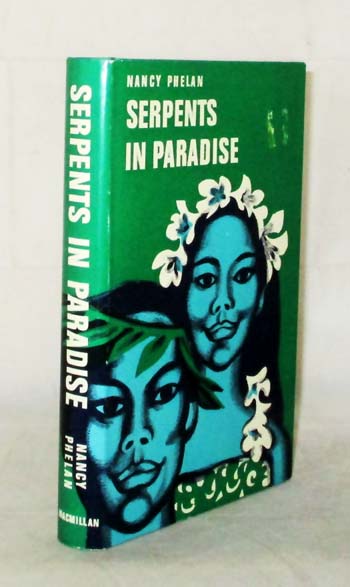 NANCY PHELAN
SERPENTS
IN PARADISE
SERPENTS IN PARADISE
NANCY
PHELAN
MACMILLAN